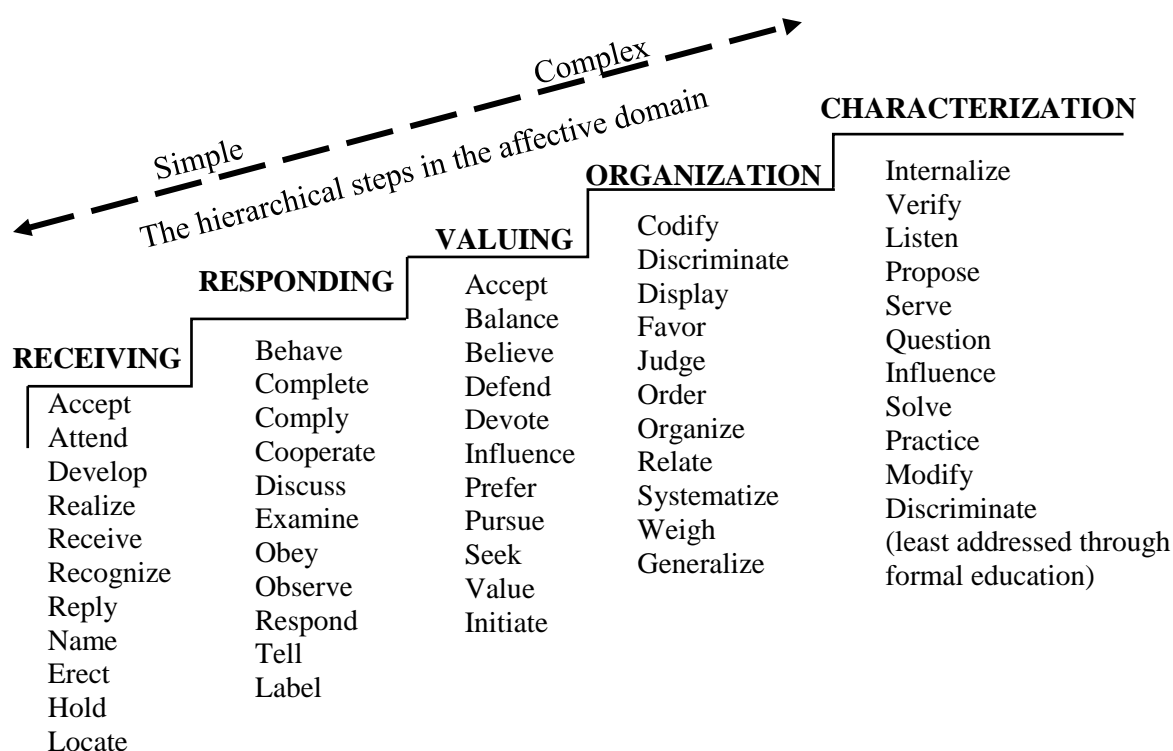 Complex
Simple
The hierarchical steps in the affective domain
RECEIVING
Accept
Attend
Develop
Realize
Receive
Recognize
Reply
Name
Erect
Hold
Locate
RESPONDING
Behave
Complete
Comply
Cooperate
Discuss
Examine
Obey
Observe
Respond
Tell
Label
VALUING
Accept
Balance
Believe
Defend
Devote
Influence
Prefer
Pursue
Seek
Value
Initiate
ORGANIZATION
Codify
Discriminate
Display
Favor
Judge
Order
Organize
Relate
Systematize
Weigh
Generalize
CHARACTERIZATION
Internalize
Verify
Listen
Propose
Serve
Question
Influence
Solve
Practice
Modify
Discriminate
(least addressed through
formal education)